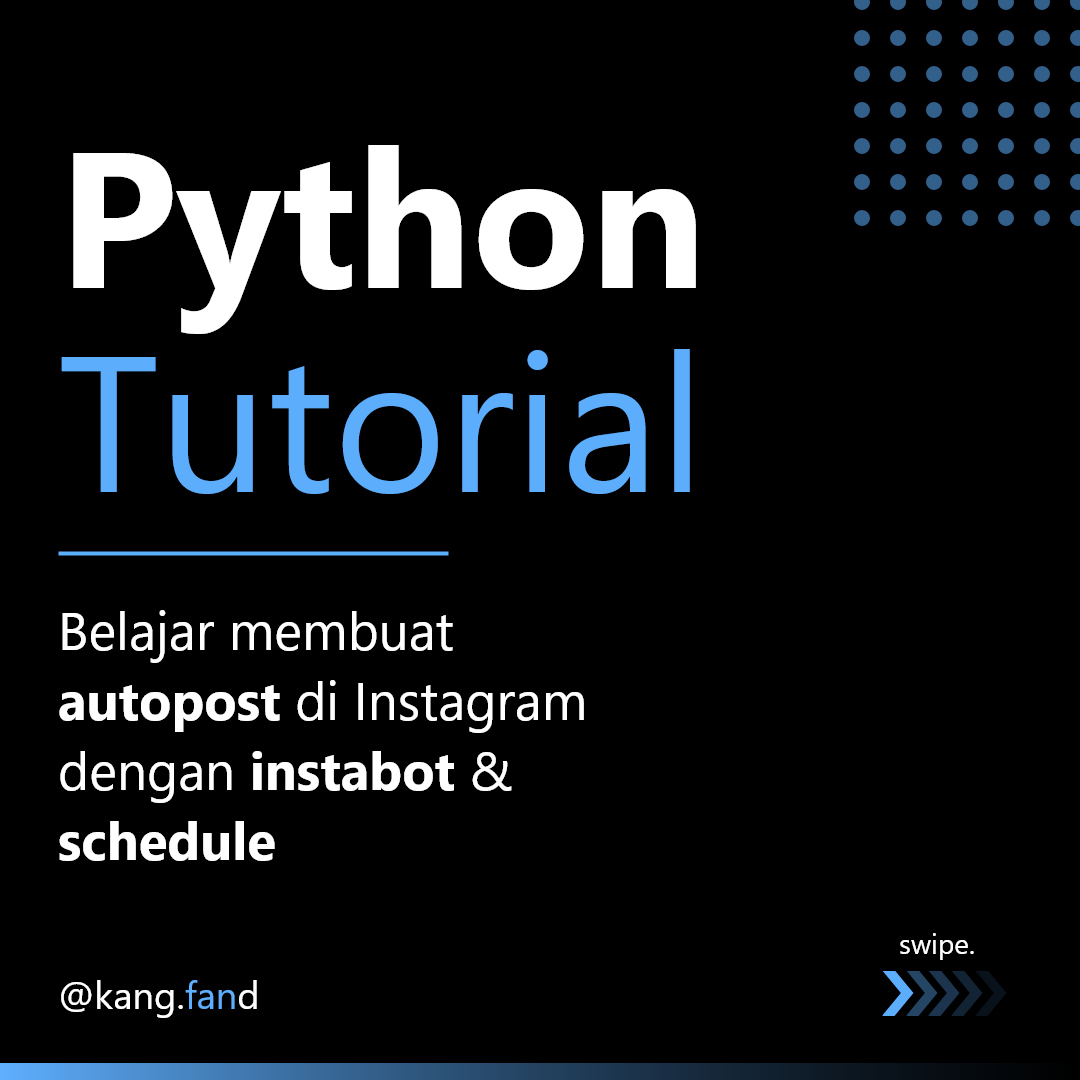 Python
Tutorial
Belajar membuat
autopost di Instagram
dengan instabot &
schedule
swipe.
@kang.fand